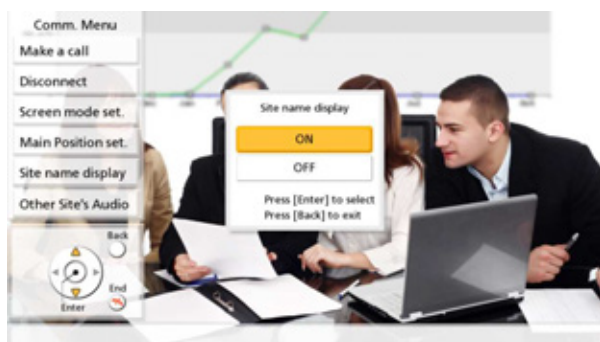 Comm. Menu
Make a call
Disconnect
Screen mode set.
Main Position set.
Site name display
Other Site's Audio
Back
End
Enter
Site name display
ON
OFF
Press [Enter] to select
Press [Back] to exit